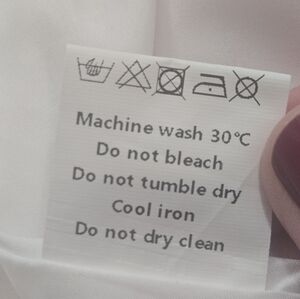 Machine wash 30°C
Do not bleach
Do not tumble dry
Cool iron
Do not dry clean